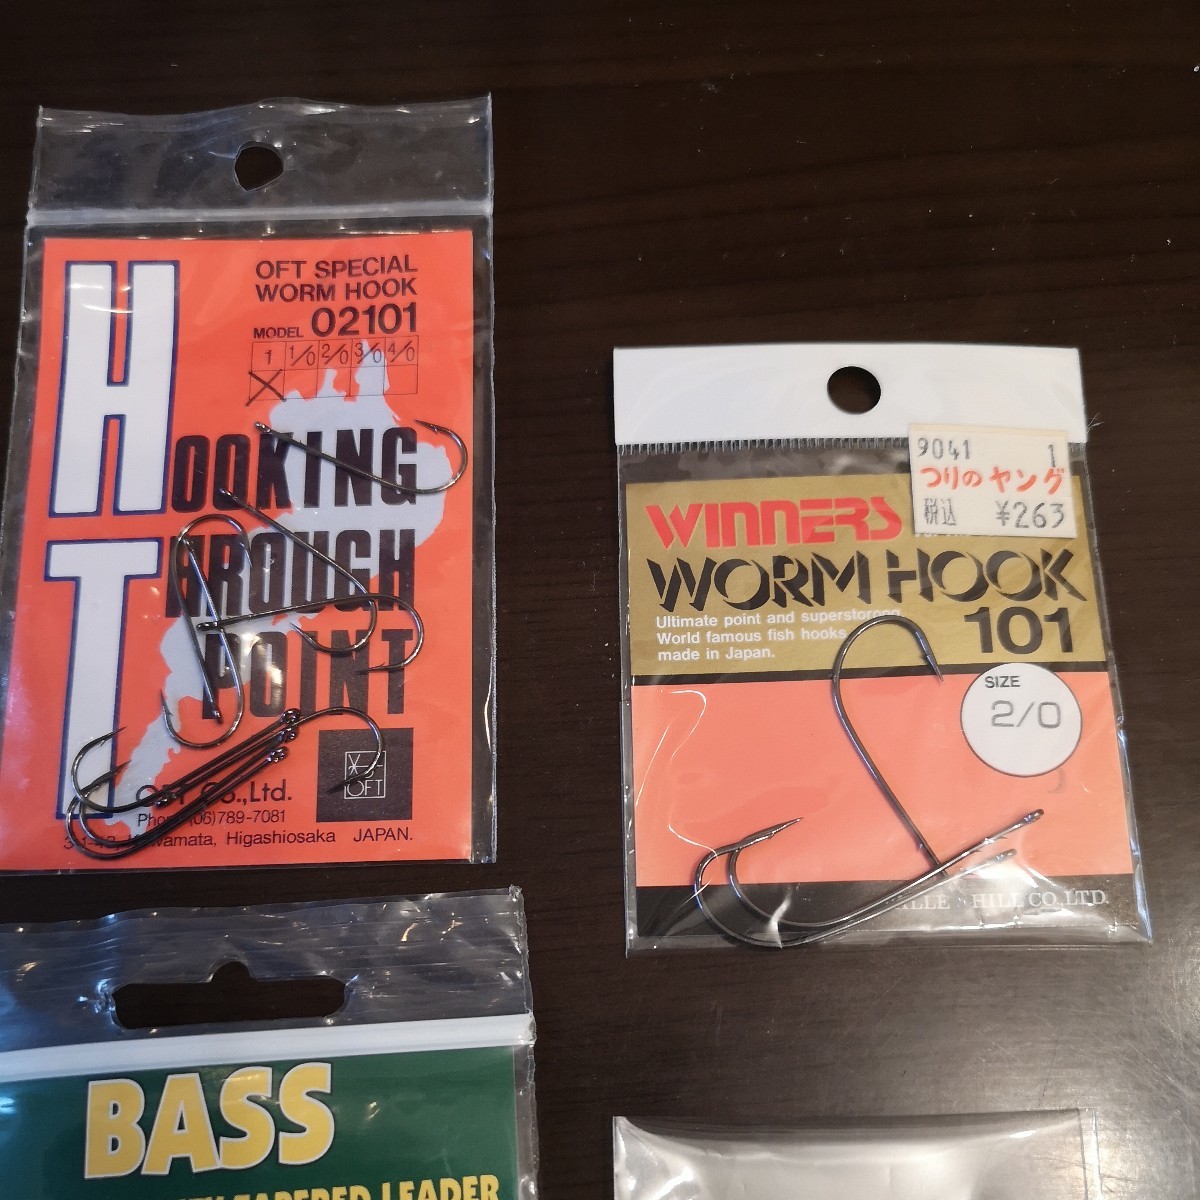 OFT SPECIAL
WORM HOOK
MODEL 02101
1 1/0 2/0 3/0 4/0
HOOKING
THROUGH
POINT
OFT
OFT Co.,Ltd.
(06)789-7081
Higashiosaka JAPAN.
9041 1
つりのヤング
税込 ¥263
WINNERS
WORM HOOK
101
Ultimate point and superstorong
World famous fish hooks
made in Japan.
SIZE
2/0
HILL CO.,LTD.
BASS
TAPERED LEADER